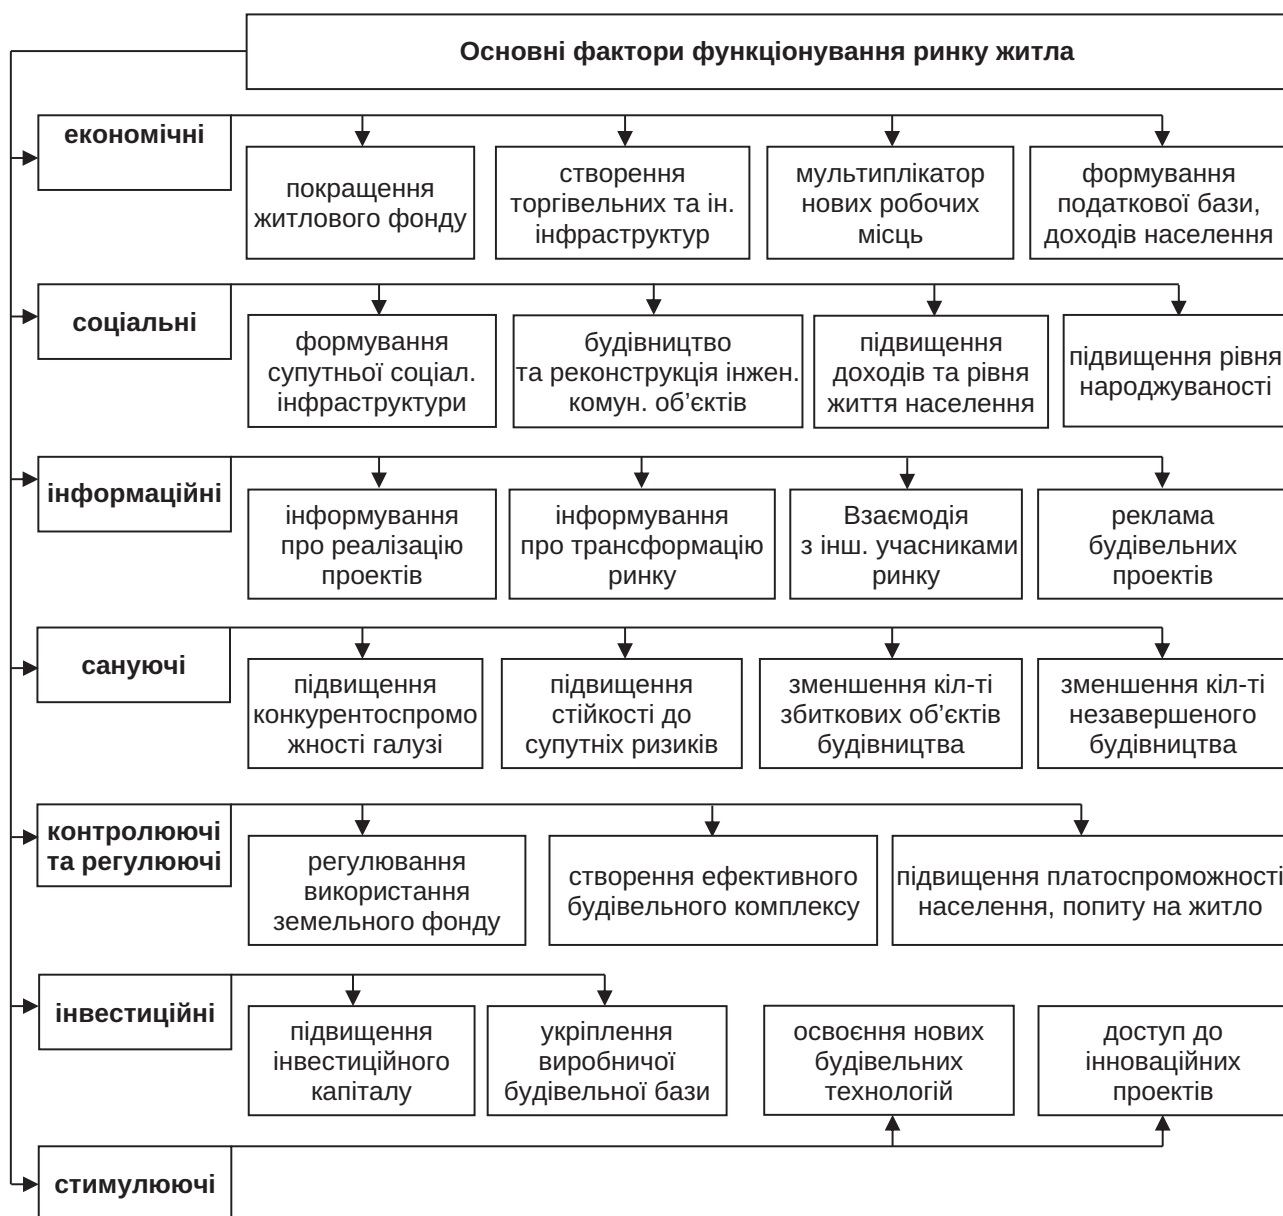 Основні фактори функціонування ринку житла
економічні
покращення
житлового фонду
створення
торгівельних та ін.
інфраструктур
мультиплікатор
нових робочих
місць
формування
податкової бази,
доходів населення
соціальні
формування
супутньої соціал.
інфраструктури
будівництво
та реконструкція інжен.
комун. об’єктів
підвищення
доходів та рівня
життя населення
підвищення рівня
народжуваності
інформаційні
інформування
про реалізацію
проектів
інформування
про трансформацію
ринку
Взаємодія
з інш. учасниками
ринку
реклама
будівельних
проектів
сануючі
підвищення
конкурентоспромо
жності галузі
підвищення
стійкості до
супутніх ризиків
зменшення кіл-ті
збиткових об’єктів
будівництва
зменшення кіл-ті
незавершеного
будівництва
контролюючі
та регулюючі
регулювання
використання
земельного фонду
створення ефективного
будівельного комплексу
підвищення платоспроможності
населення, попиту на житло
інвестиційні
підвищення
інвестиційного
капіталу
укріплення
виробничої
будівельної бази
освоєння нових
будівельних
технологій
доступ до
інноваційних
проектів
стимулюючі